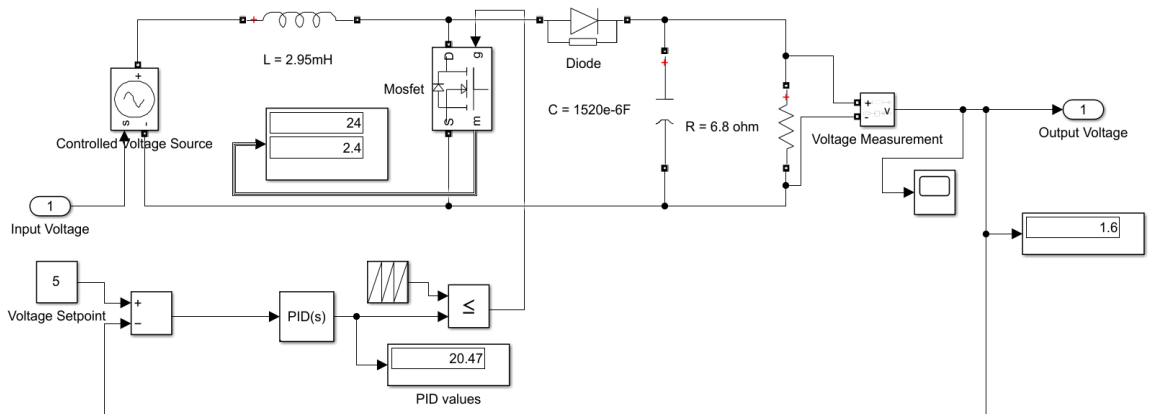 L = 2.95mH
D
g
Mosfet
S
m
Diode
C = 1520e-6F
R = 6.8 ohm
+
s
-
Controlled Voltage Source
24
2.4
+
-
v
Voltage Measurement
1
Output Voltage
1
Input Voltage
1.6
5
Voltage Setpoint
+
−
PID(s)
≤
20.47
PID values